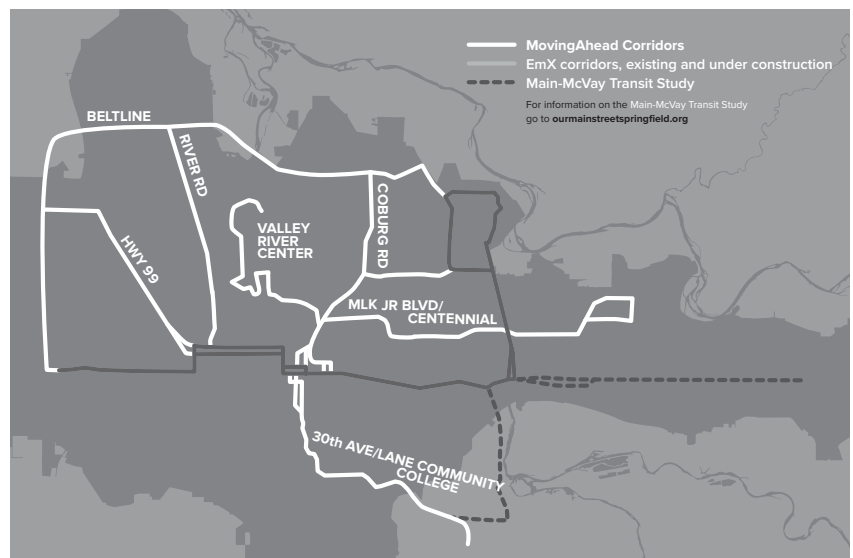 MovingAhead Corridors
EmX corridors, existing and under construction
Main-McVay Transit Study
For information on the Main-McVay Transit Study
go to ourmainstreetspringfield.org
BELTLINE
RIVER RD
HWY 99
VALLEY
RIVER
CENTER
COBURG RD
MLK JR BLVD/
CENTENNIAL
30th AVE/LANE COMMUNITY
COLLEGE